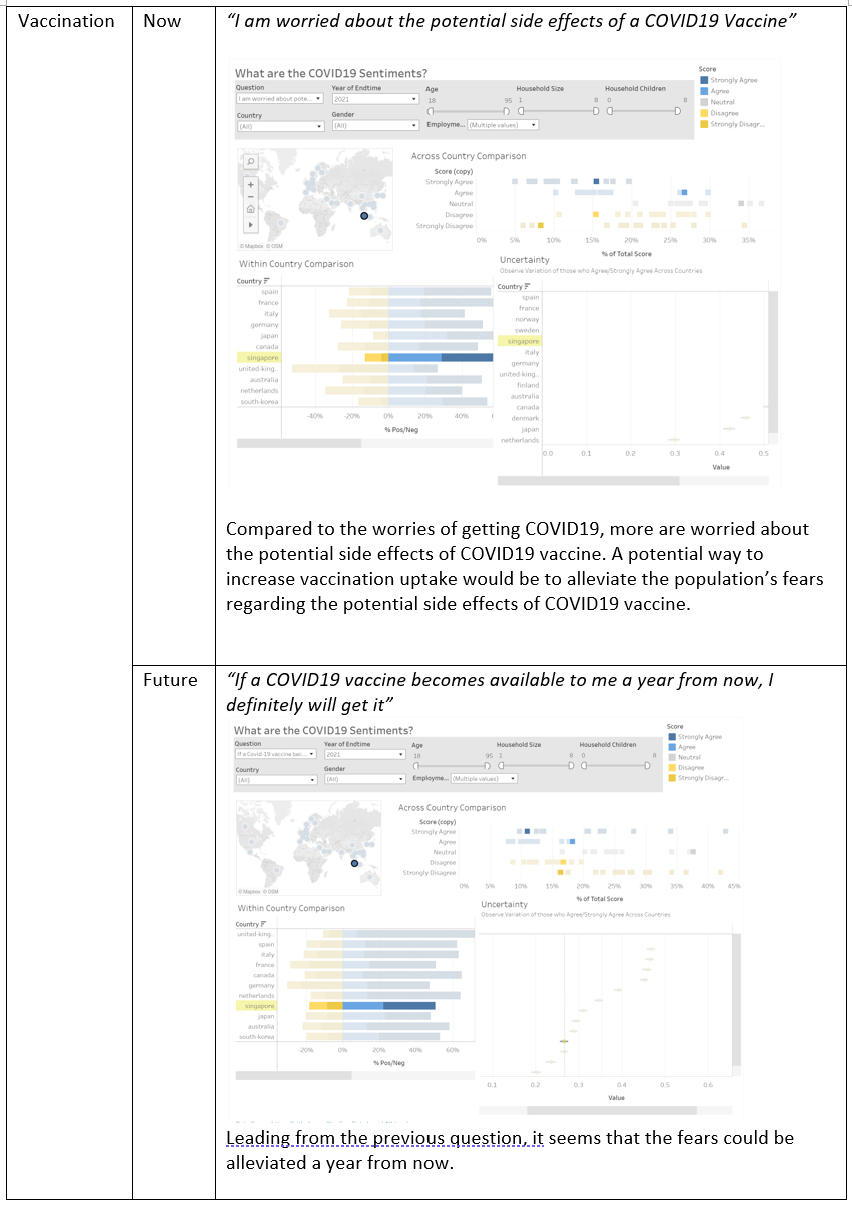 Vaccination
Now
“I am worried about the potential side effects of a COVID19 Vaccine”
What are the COVID19 Sentiments?
Question
I am worried about pote...
Year of Endtime
2021
Age
18
95
Household Size
1
8
Household Children
0
8
Country
(All)
Gender
(All)
Employme...
(Multiple values)
Score
Strongly Agree
Agree
Neutral
Disagree
Strongly Disagr...
© Mapbox © OSM
Across Country Comparison
Score (copy)
Strongly Agree
Agree
Neutral
Disagree
Strongly Disagree
0% 5% 10% 15% 20% 25% 30% 35%
% of Total Score
Within Country Comparison
Country
spain
france
italy
germany
japan
canada
singapore
united-king..
australia
netherlands
south-korea
-40% -20% 0% 20% 40%
% Pos/Neg
Uncertainty
Observe Variation of those who Agree/Strongly Agree Across Countries
Country
spain
france
norway
sweden
singapore
italy
germany
united-king..
finland
australia
canada
denmark
japan
netherlands
0.0 0.1 0.2 0.3 0.4 0.5
Value
Compared to the worries of getting COVID19, more are worried about
the potential side effects of COVID19 vaccine. A potential way to
increase vaccination uptake would be to alleviate the population’s fears
regarding the potential side effects of COVID19 vaccine.
Future
“If a COVID19 vaccine becomes available to me a year from now, I
definitely will get it”
What are the COVID19 Sentiments?
Question
If a Covid-19 vaccine bec...
Year of Endtime
2021
Age
18
95
Household Size
1
8
Household Children
0
8
Country
(All)
Gender
(All)
Employme...
(Multiple values)
Score
Strongly Agree
Agree
Neutral
Disagree
Strongly Disagr...
© Mapbox © OSM
Across Country Comparison
Score (copy)
Strongly Agree
Agree
Neutral
Disagree
Strongly Disagree
0% 5% 10% 15% 20% 25% 30% 35% 40% 45%
% of Total Score
Within Country Comparison
Country
united-king..
spain
italy
france
canada
germany
netherlands
singapore
japan
australia
south-korea
-20% 0% 20% 40% 60%
% Pos/Neg
Uncertainty
Observe Variation of those who Agree/Strongly Agree Across Countries
0.1 0.2 0.3 0.4 0.5 0.6
Value
Leading from the previous question, it seems that the fears could be
alleviated a year from now.